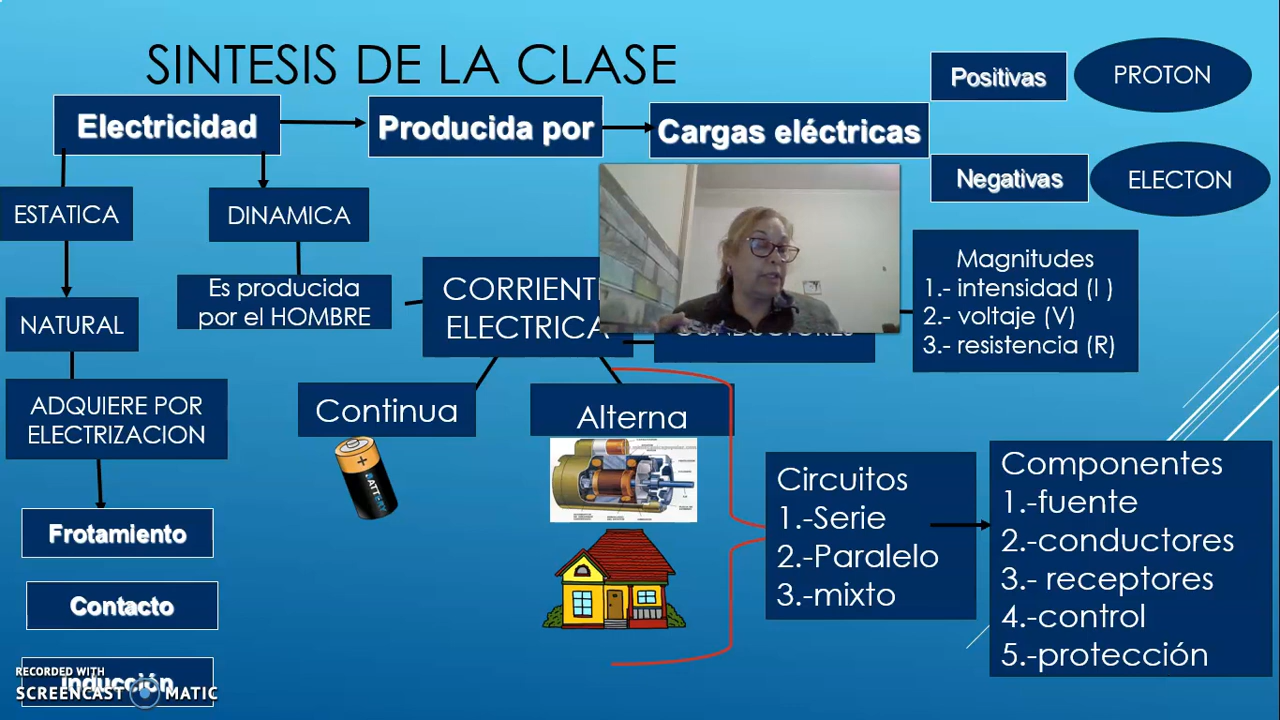 SINTESIS DE LA CLASE
Electricidad
Producida por
Cargas eléctricas
Positivas
PROTON
Negativas
ELECTON
ESTATICA
DINAMICA
NATURAL
Es producida
por el HOMBRE
ADQUIERE POR
ELECTRIZACION
Frotamiento
Contacto
Inducción
CORRIENT
ELECTRICA
CONDUCTORES
Magnitudes
1.- intensidad (I )
2.- voltaje (V)
3.- resistencia (R)
Continua
BATTERY
Alterna
Circuitos
1.-Serie
2.-Paralelo
3.-mixto
Componentes
1.-fuente
2.-conductores
3.- receptores
4.-control
5.-protección
RECORDED WITH
SCREENCAST MATIC